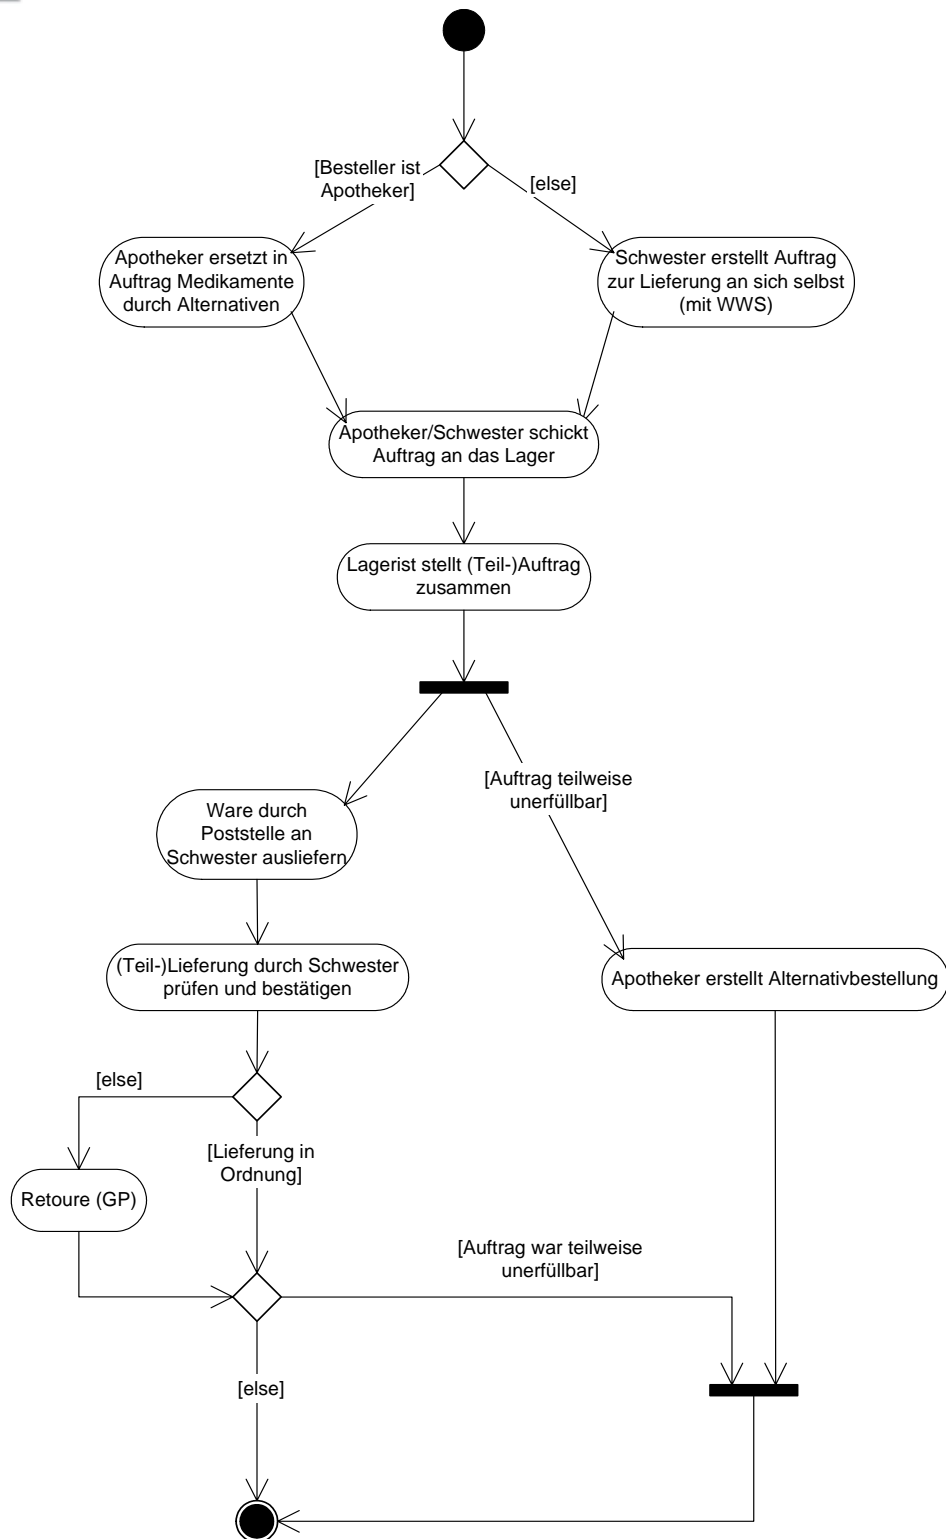 [Besteller ist
Apotheker]
[else]
Apotheker ersetzt in
Auftrag Medikamente
durch Alternativen
Schwester erstellt Auftrag
zur Lieferung an sich selbst
(mit WWS)
Apotheker/Schwester schickt
Auftrag an das Lager
Lagerist stellt (Teil-)Auftrag
zusammen
[Auftrag teilweise
unerfüllbar]
Ware durch
Poststelle an
Schwester ausliefern
(Teil-)Lieferung durch Schwester
prüfen und bestätigen
Apotheker erstellt Alternativbestellung
[else]
[Lieferung in
Ordnung]
Retoure (GP)
[Auftrag war teilweise
unerfüllbar]
[else]